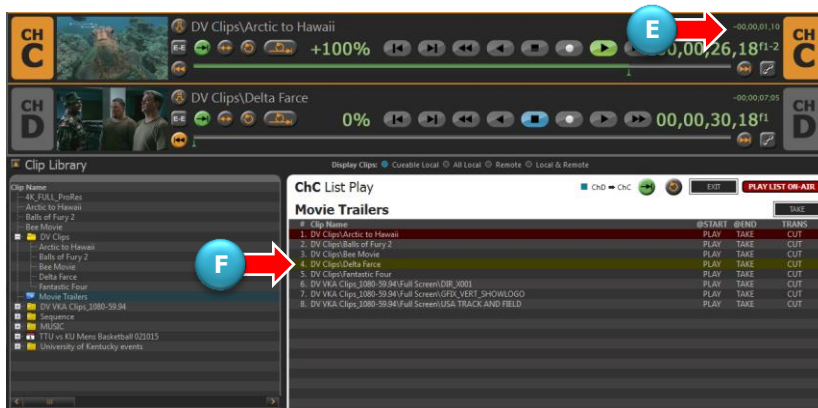 CH
C
DV Clips\Arctic to Hawaii
E-E
+100%
E
-00,00,01,10
00,00,26,18f1-2
CH
C
CH
D
DV Clips\Delta Farce
E-E
0%
-00,00,07,05
00,00,30,18f1
CH
D
Clip Library
Display Clips: Cueable Local All Local Remote Local & Remote
Clip Name
4K_FULL_ProRes
Arctic to Hawaii
Balls of Fury 2
Bee Movie
DV Clips
Arctic to Hawaii
Balls of Fury 2
Bee Movie
Delta Farce
Fantastic Four
Movie Trailers
DV VKA Clips_1080-59.94
Sequence
MUSIC
TTU vs KU Mens Basketball 021015
University of Kentucky events
F
ChC List Play
ChD ➡ ChC
EXIT
PLAY LIST ON-AIR
Movie Trailers
TAKE
# Clip Name @START @END TRANS
1. DV Clips\Arctic to Hawaii PLAY TAKE CUT
2. DV Clips\Balls of Fury 2 PLAY TAKE CUT
3. DV Clips\Bee Movie PLAY TAKE CUT
4. DV Clips\Delta Farce PLAY TAKE CUT
5. DV Clips\Fantastic Four PLAY TAKE CUT
6. DV VKA Clips_1080-59.94\Full Screen\DIR_X001 PLAY TAKE CUT
7. DV VKA Clips_1080-59.94\Full Screen\GFIX_VERT_SHOWLOGO PLAY TAKE CUT
8. DV VKA Clips_1080-59.94\Full Screen\USA TRACK AND FIELD PLAY TAKE CUT